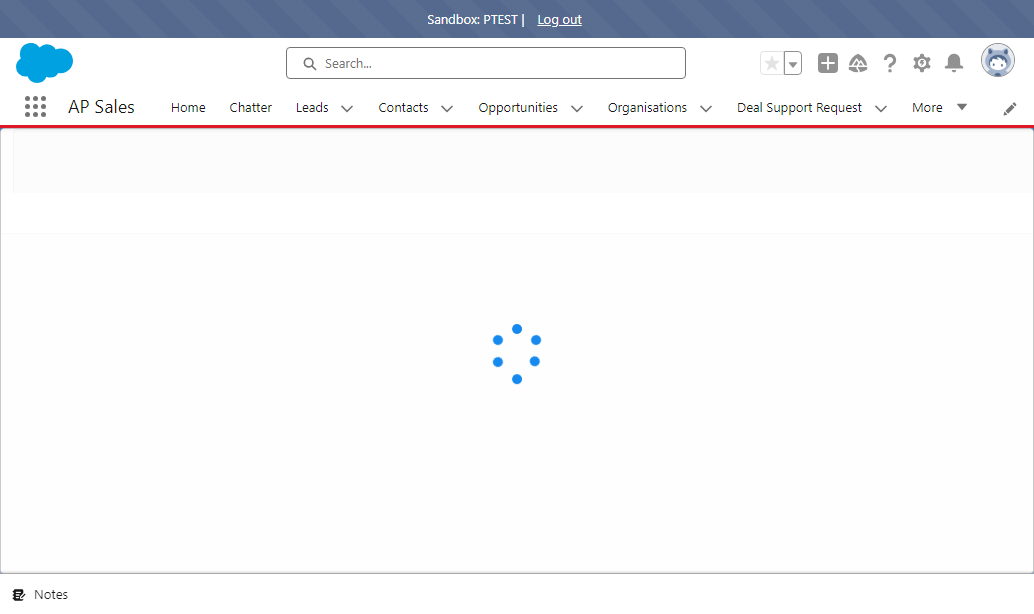 Sandbox: PTEST | Log out
Search...
AP Sales Home Chatter Leads Contacts Opportunities Organisations Deal Support Request More
Notes